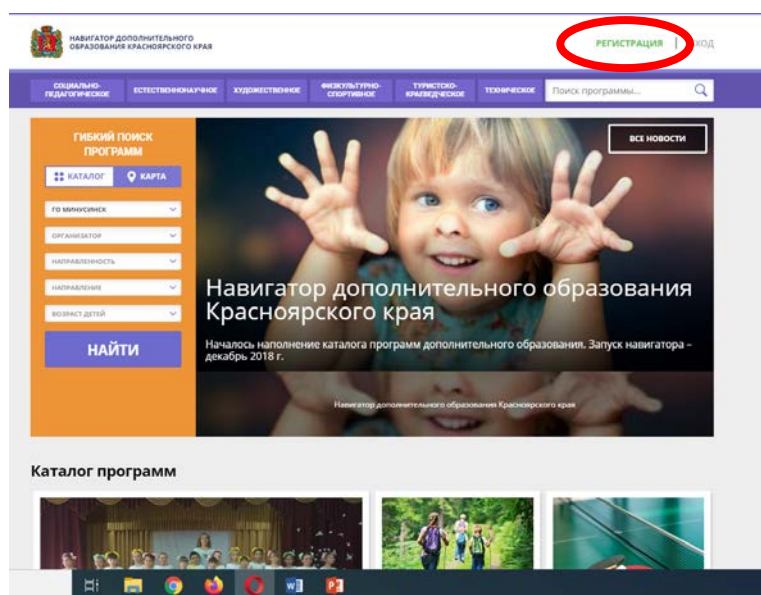 НАВИГАТОР ДОПОЛНИТЕЛЬНОГО
ОБРАЗОВАНИЯ КРАСНОЯРСКОГО КРАЯ
РЕГИСТРАЦИЯ
СОЦИАЛЬНО-
ПЕДАГОГИЧЕСКОЕ
ЕСТЕСТВЕННОНАУЧНОЕ
ХУДОЖЕСТВЕННОЕ
ФИЗКУЛЬТУРНО-
СПОРТИВНОЕ
ТУРИСТСКО-
КРАЕВЕДЧЕСКОЕ
ТЕХНИЧЕСКОЕ
Поиск программы...
ГИБКИЙ ПОИСК
ПРОГРАММ
КАТАЛОГ
КАРТА
ГО МИНУСИНСК
ОРГАНИЗАТОР
НАПРАВЛЕННОСТЬ
НАПРАВЛЕНИЕ
ВОЗРАСТ ДЕТЕЙ
НАЙТИ
ВСЕ НОВОСТИ
Навигатор дополнительного образования
Красноярского края
Началось наполнение каталога программ дополнительного образования. Запуск навигатора –
декабрь 2018 г.
Навигатор дополнительного образования Красноярского края
Каталог программ